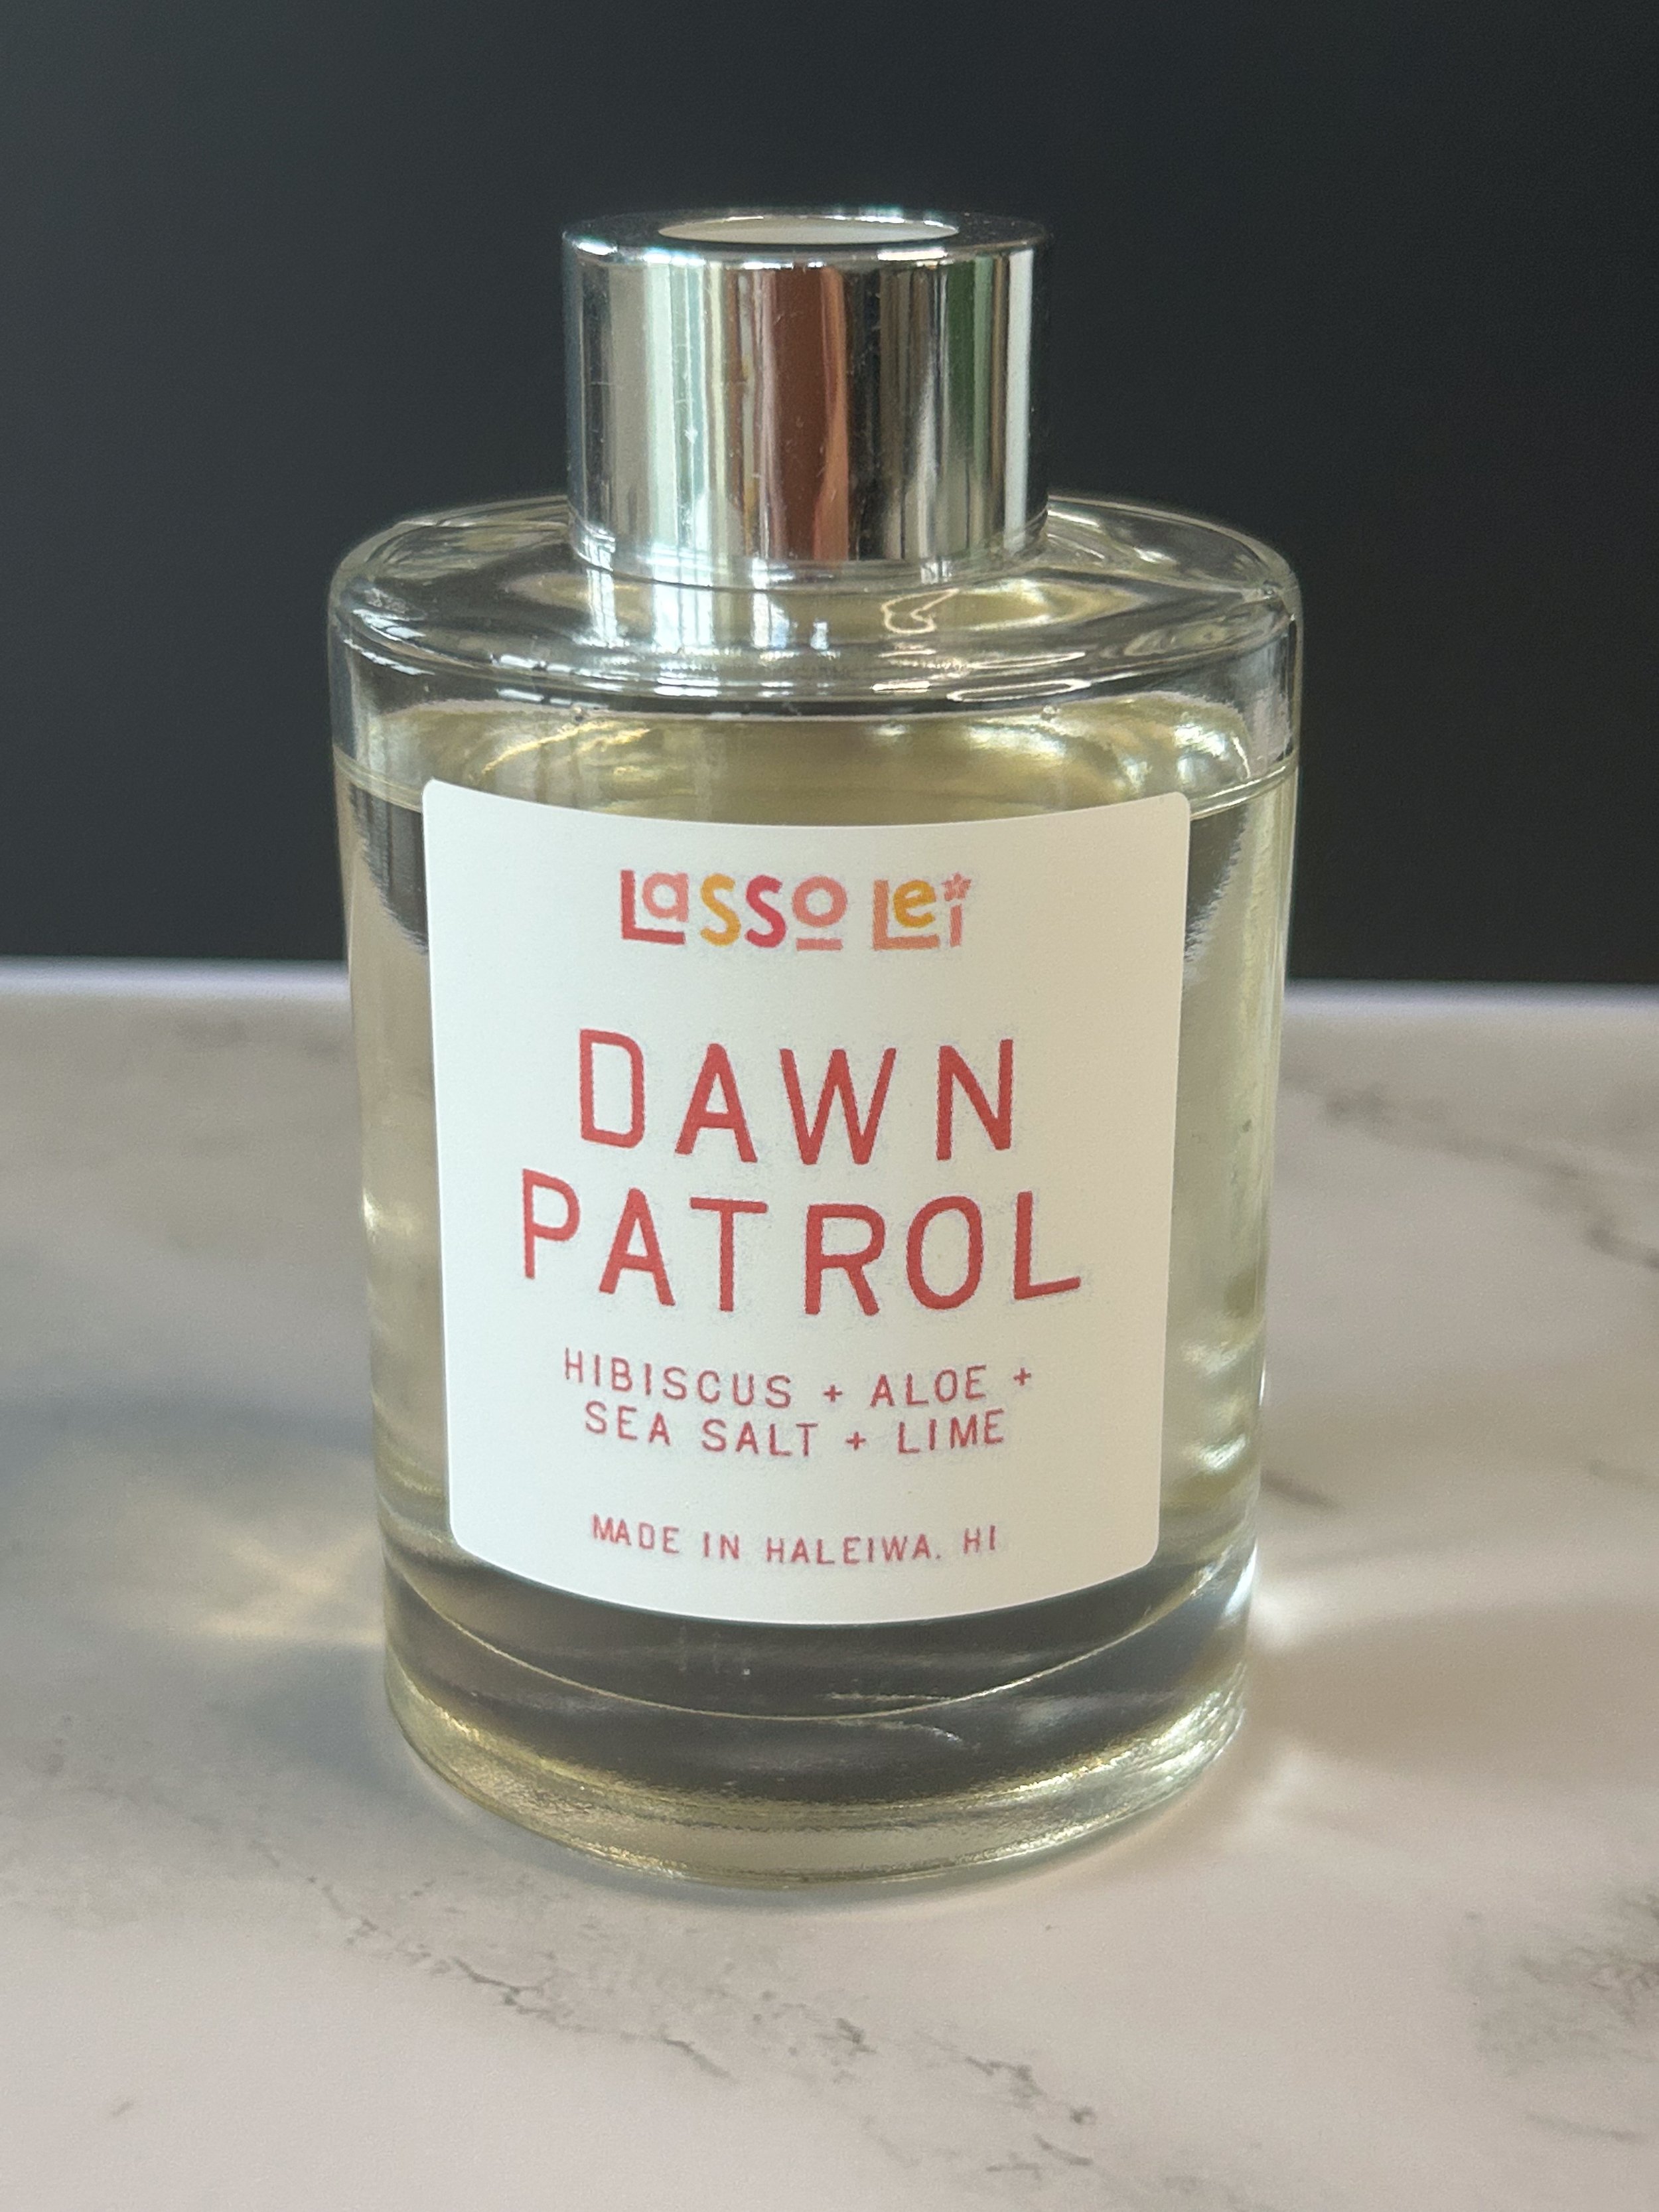 Lasso Lei
DAWN
PATROL
HIBISCUS + ALOE +
SEA SALT + LIME
MADE IN HALEIWA, HI